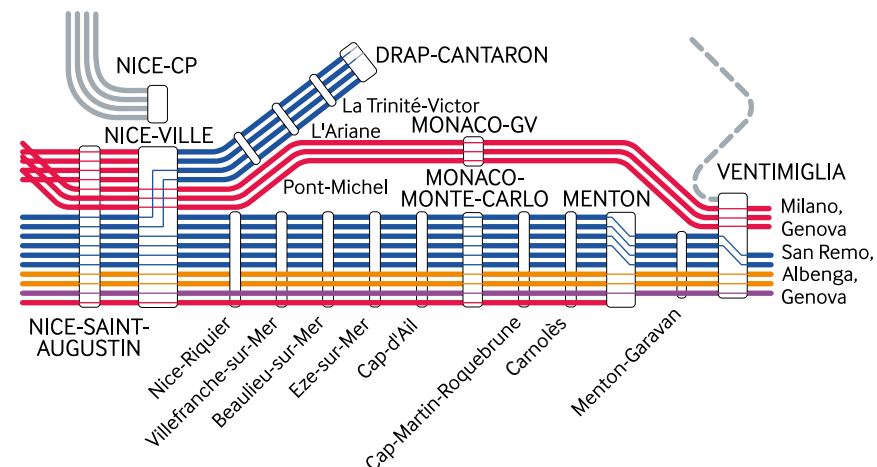 NICE-CP
DRAP-CANTARON
La Trinité-Victor
NICE-VILLE
L'Ariane
MONACO-GV
Pont-Michel
MONACO-
MONTE-CARLO
MENTON
VENTIMIGLIA
Milano,
Genova
San Remo,
Albenga,
Genova
NICE-SAINT-
AUGUSTIN
Nice-Riquier
Villefranche-sur-Mer
Beaulieu-sur-Mer
Eze-sur-Mer
Cap-d'Ail
Cap-Martin-Roquebrune
Carnolès
Menton-Garavan